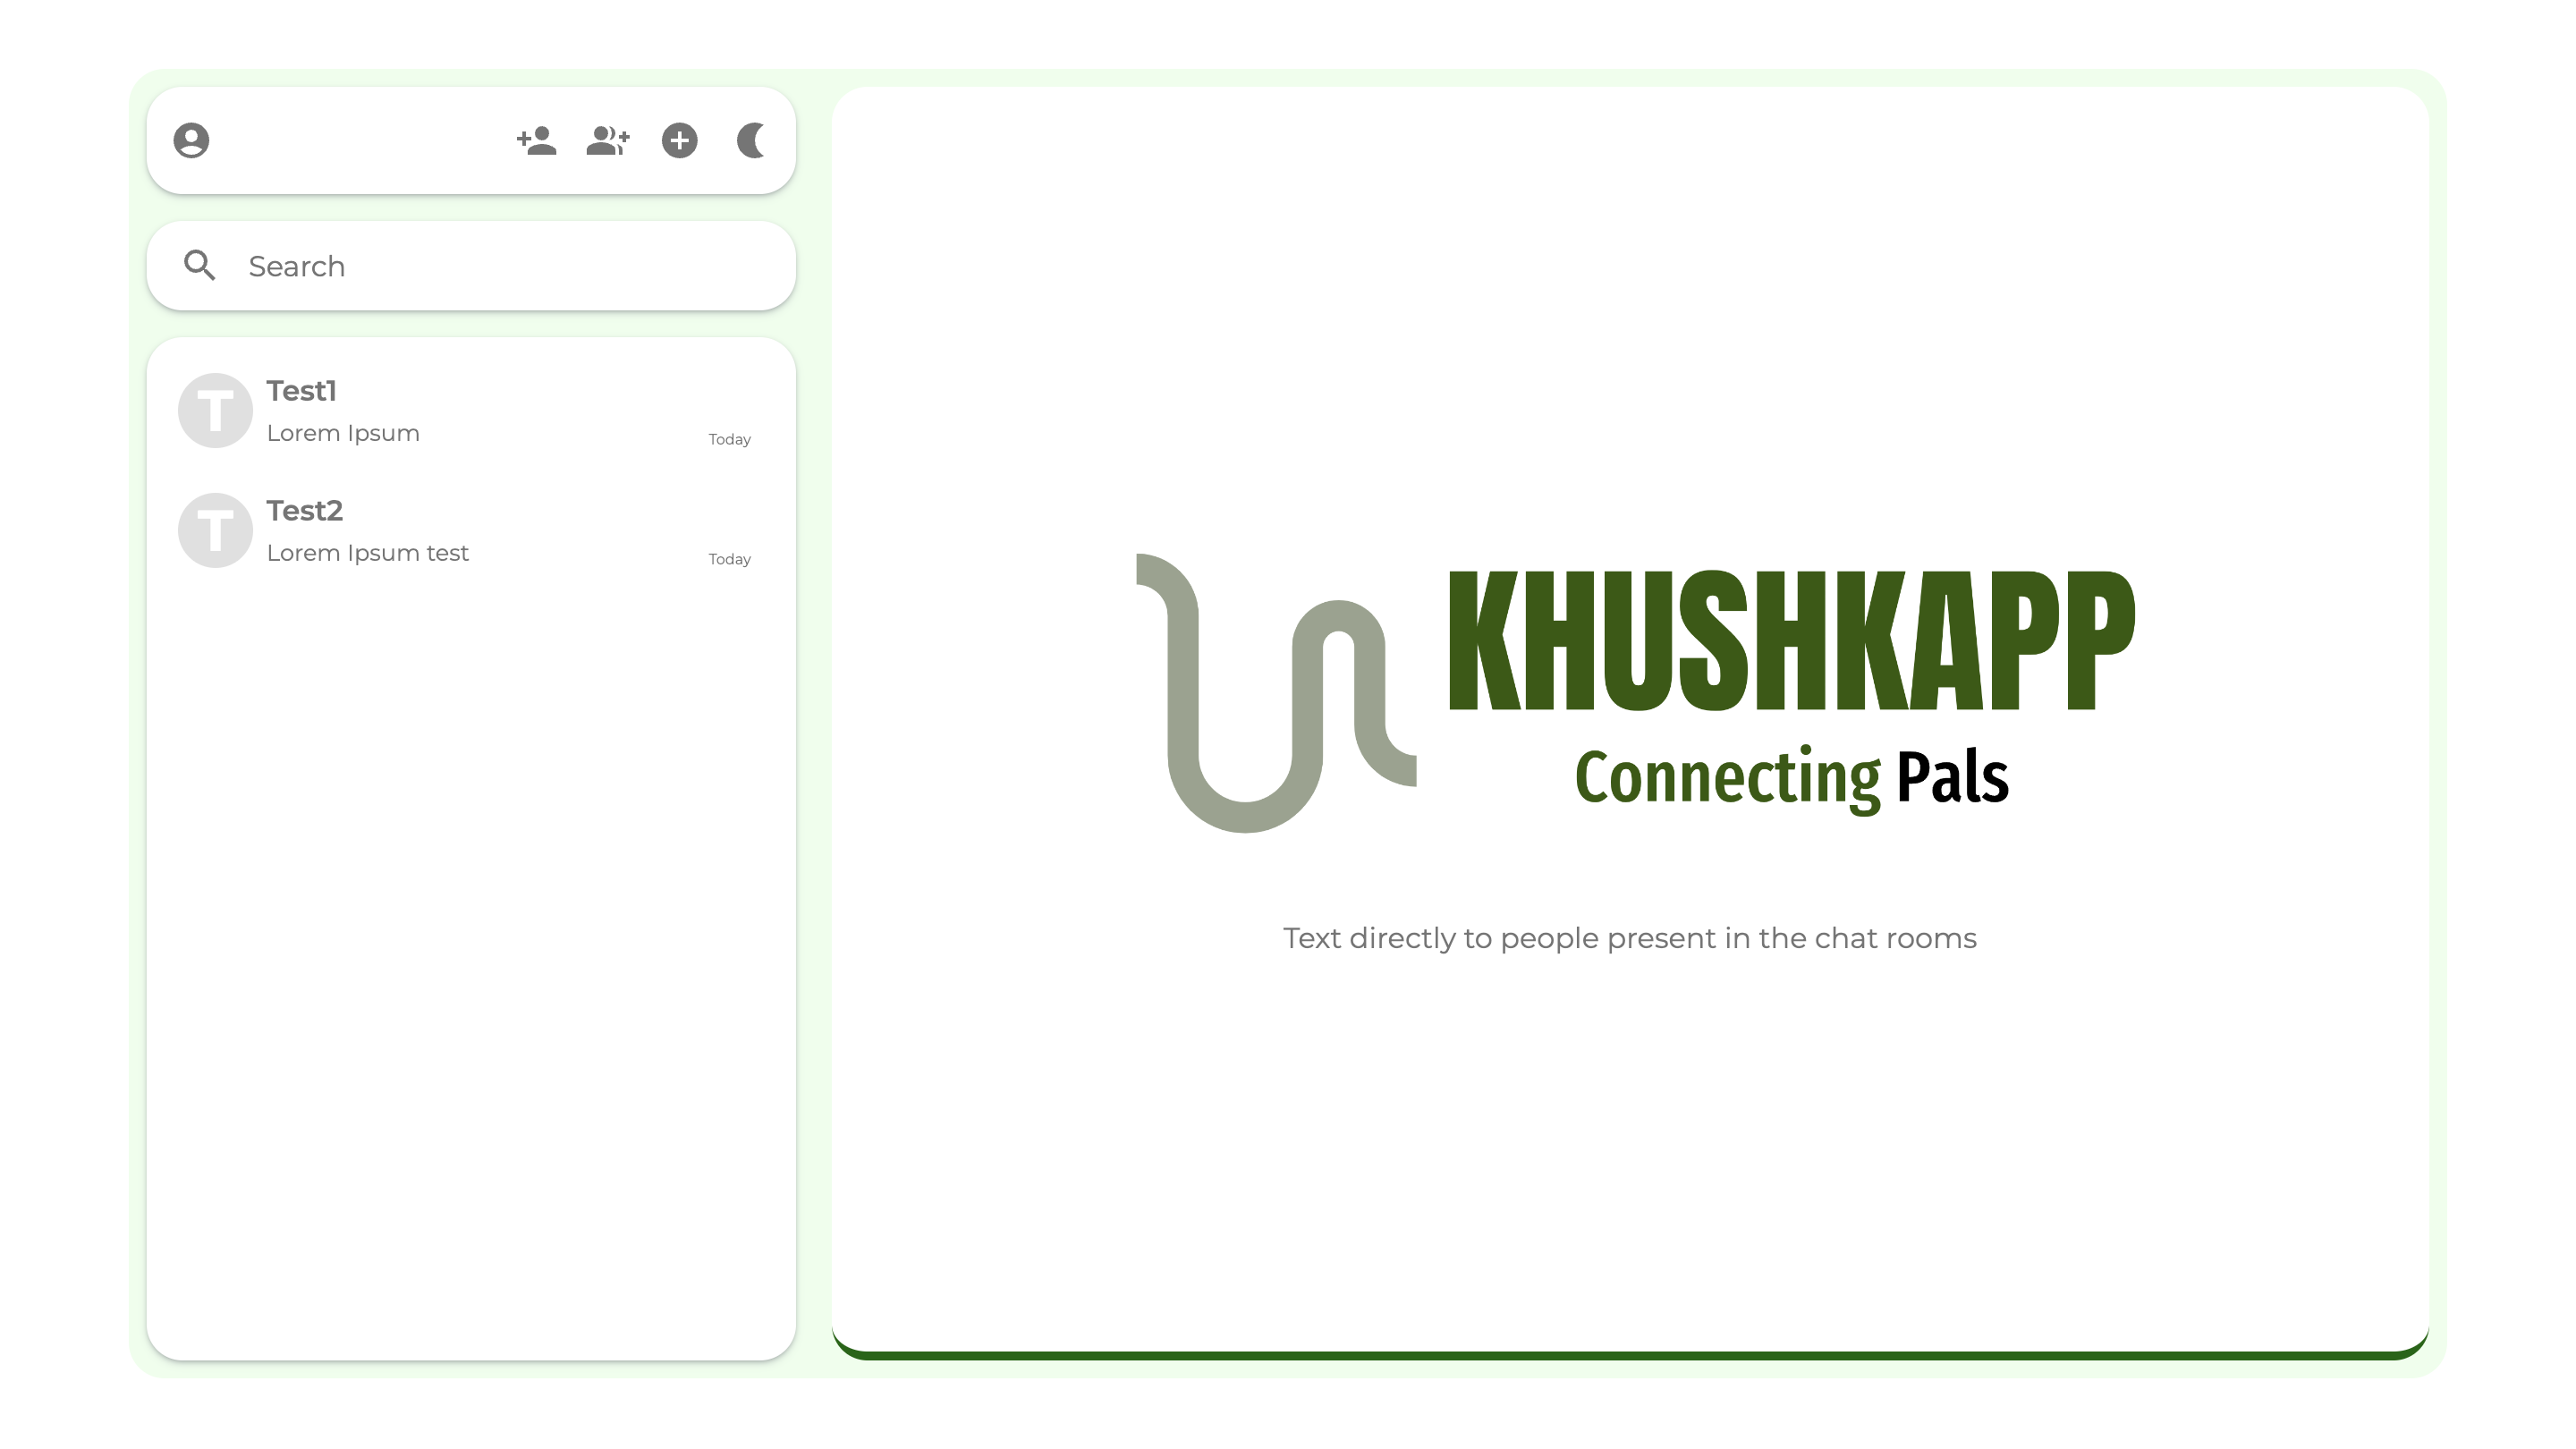 Search
T
Test1
Lorem Ipsum
Today
T
Test2
Lorem Ipsum test
Today
KHUSHKAPP
Connecting Pals
Text directly to people present in the chat rooms